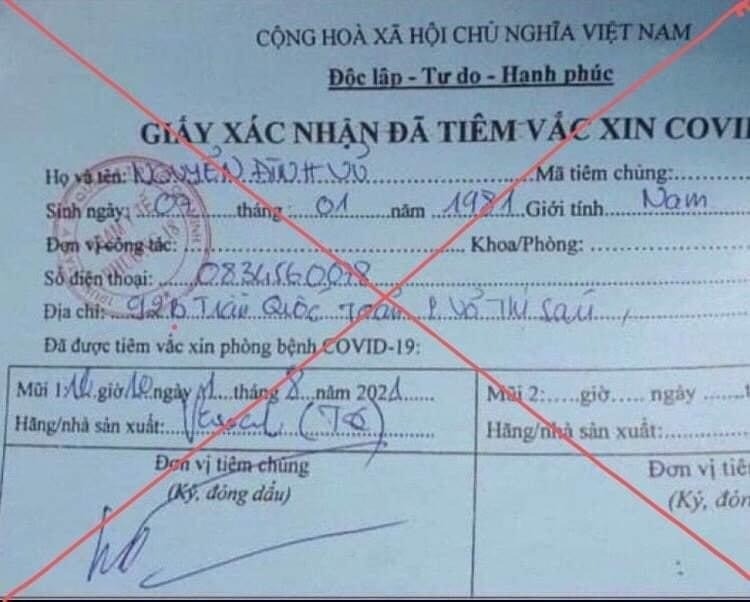 CỘNG HOÀ XÃ HỘI CHỦ NGHĨA VIỆT NAM
Độc lập - Tự do - Hạnh phúc
GIẤY XÁC NHẬN ĐÃ TIÊM VẮC XIN COVI
Họ và tên: NGUYỄN ĐÌNH VŨ Mã tiêm chủng:
Sinh ngày: 09 tháng 01 năm 1981 Giới tính Nam
Đơn vị công tác: Khoa/Phòng:
Số điện thoại: 08345600
Địa chỉ: 92B Trần Quốc Toản P. Võ Thị Sáu,
Đã được tiêm vắc xin phòng bệnh COVID-19:
Mũi 1: giờ ngày tháng 8 năm 2021
Mũi 2: giờ ngày
Hãng/nhà sản xuất:
Hãng/nhà sản xuất:
Đơn vị tiêm chủng
(Ký, đóng dấu)
Đơn vị tiê
(Ký, đón